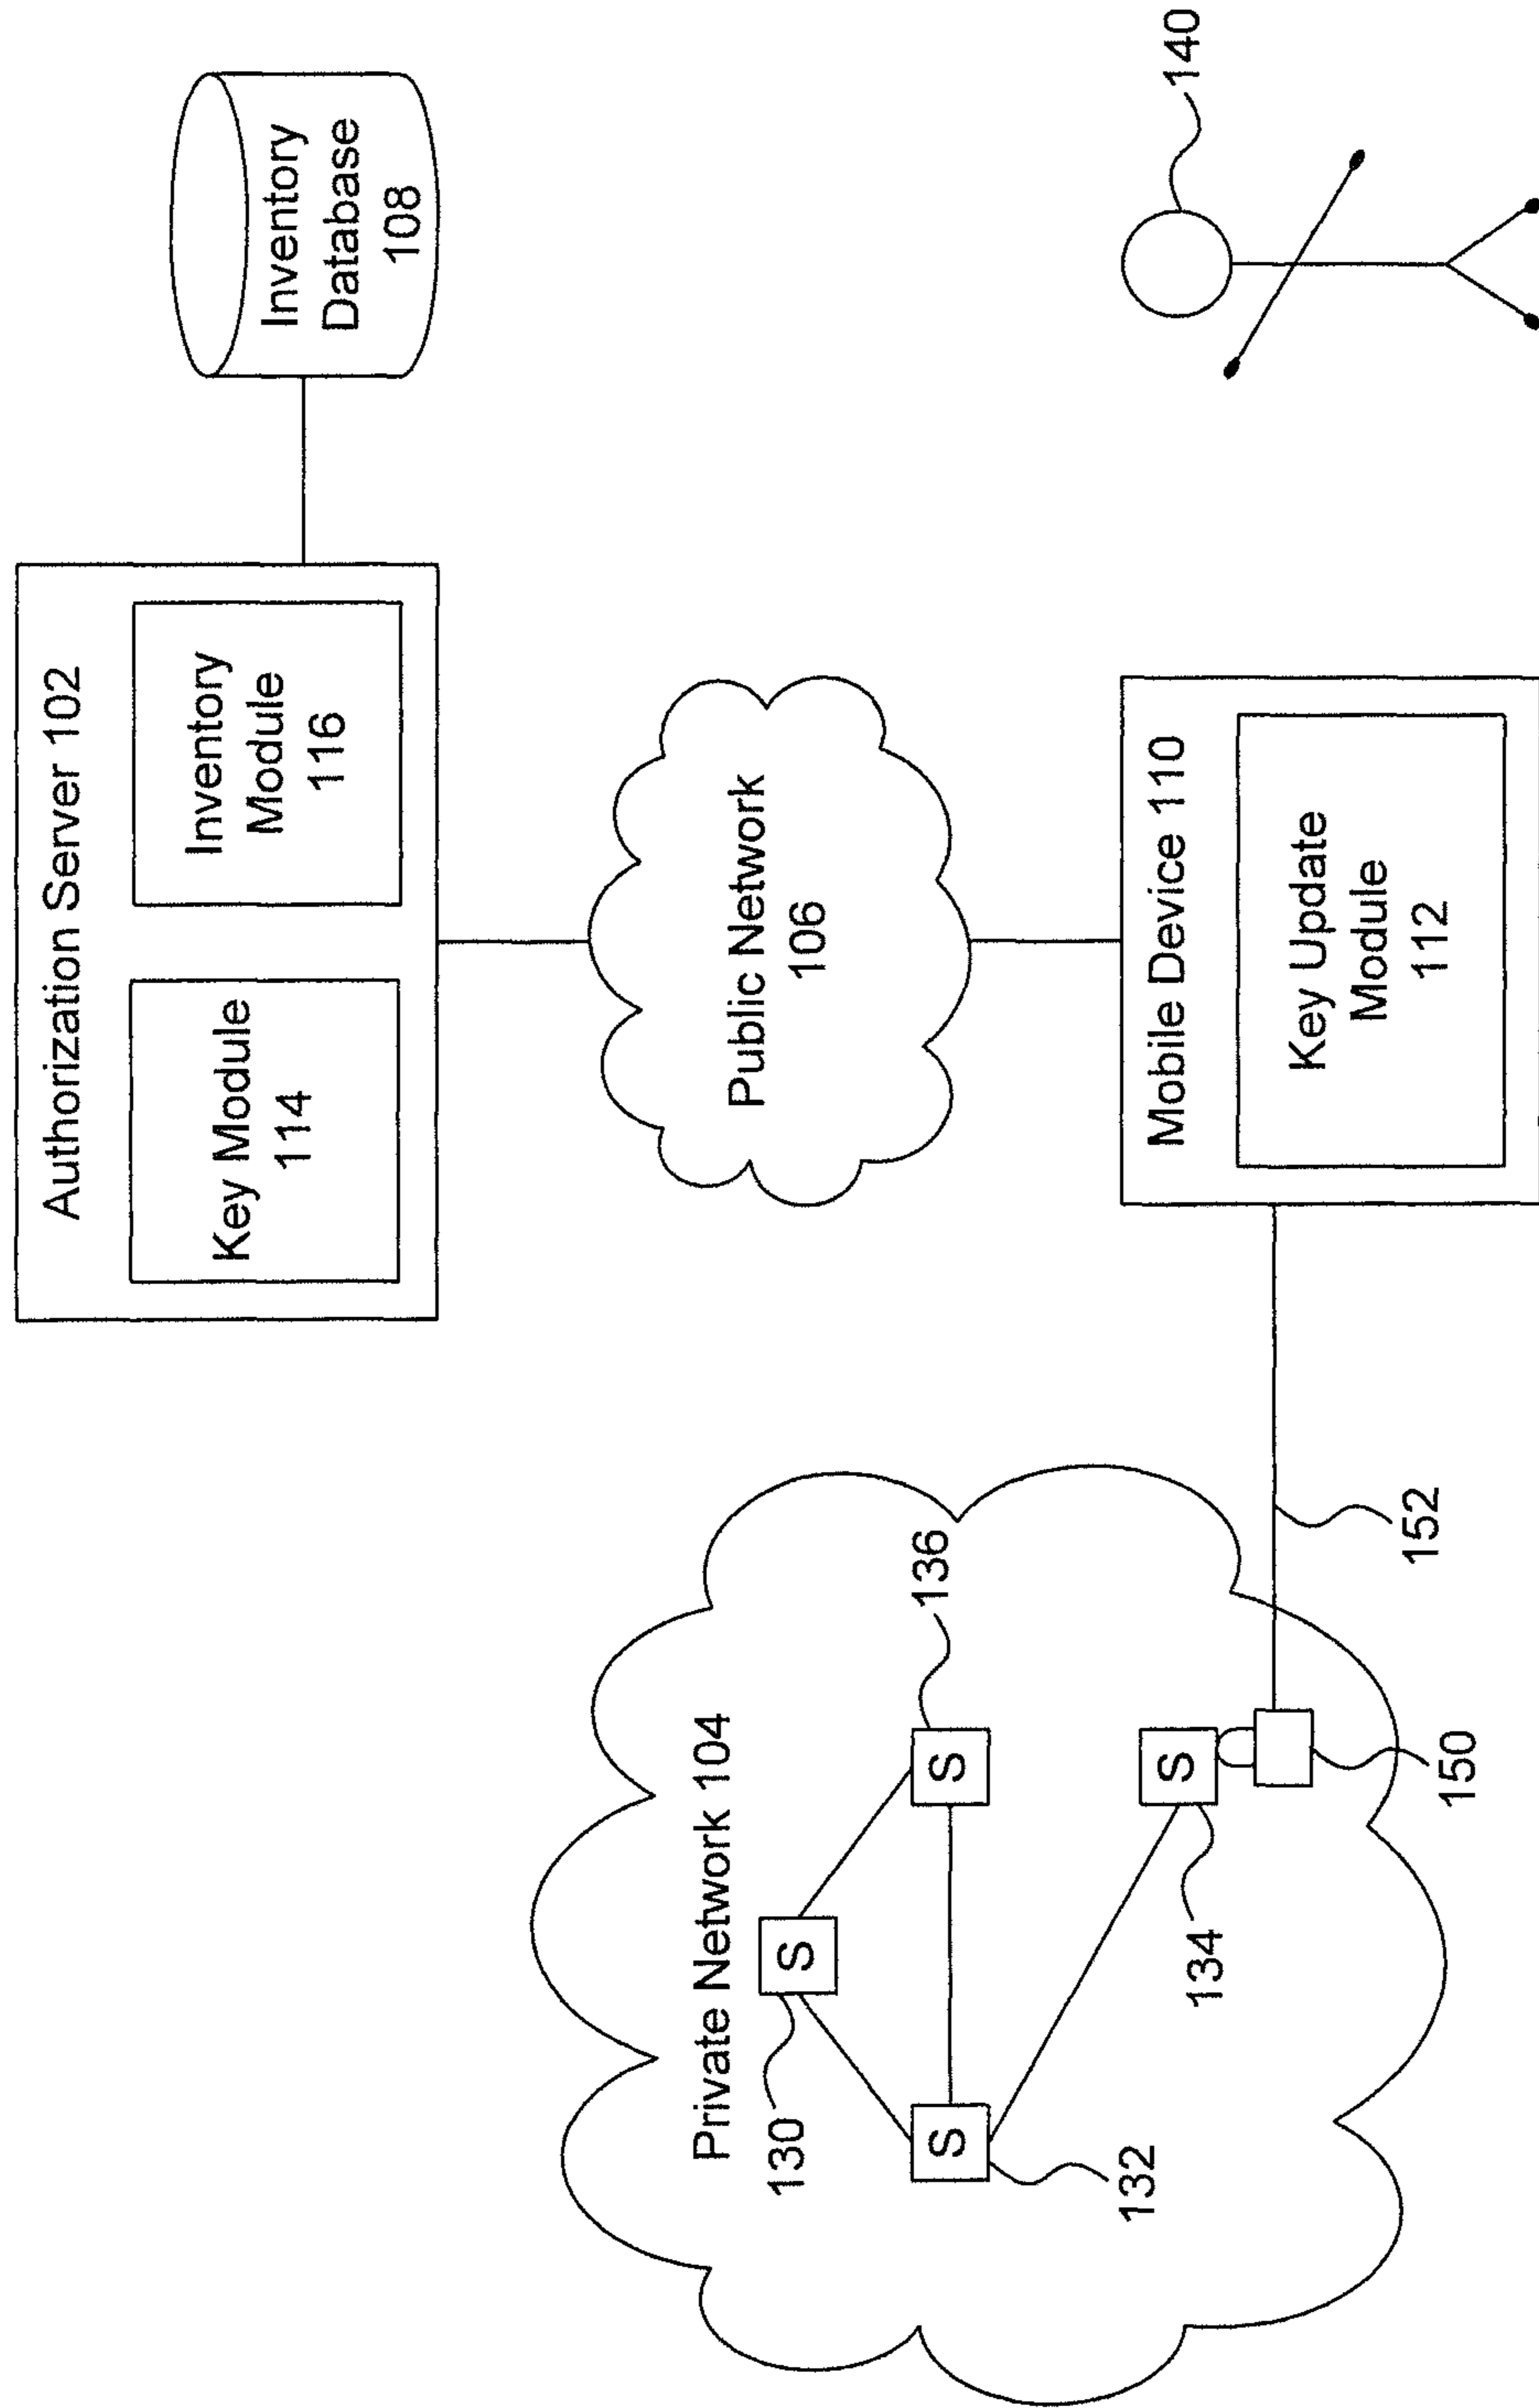 Authorization Server 102
Key Module
114
Inventory
Module
116
Inventory
Database
108
Public Network
106
Private Network 104
130
S
S
136
S
132
S
134
150
152
Mobile Device 110
Key Update
Module
112
140